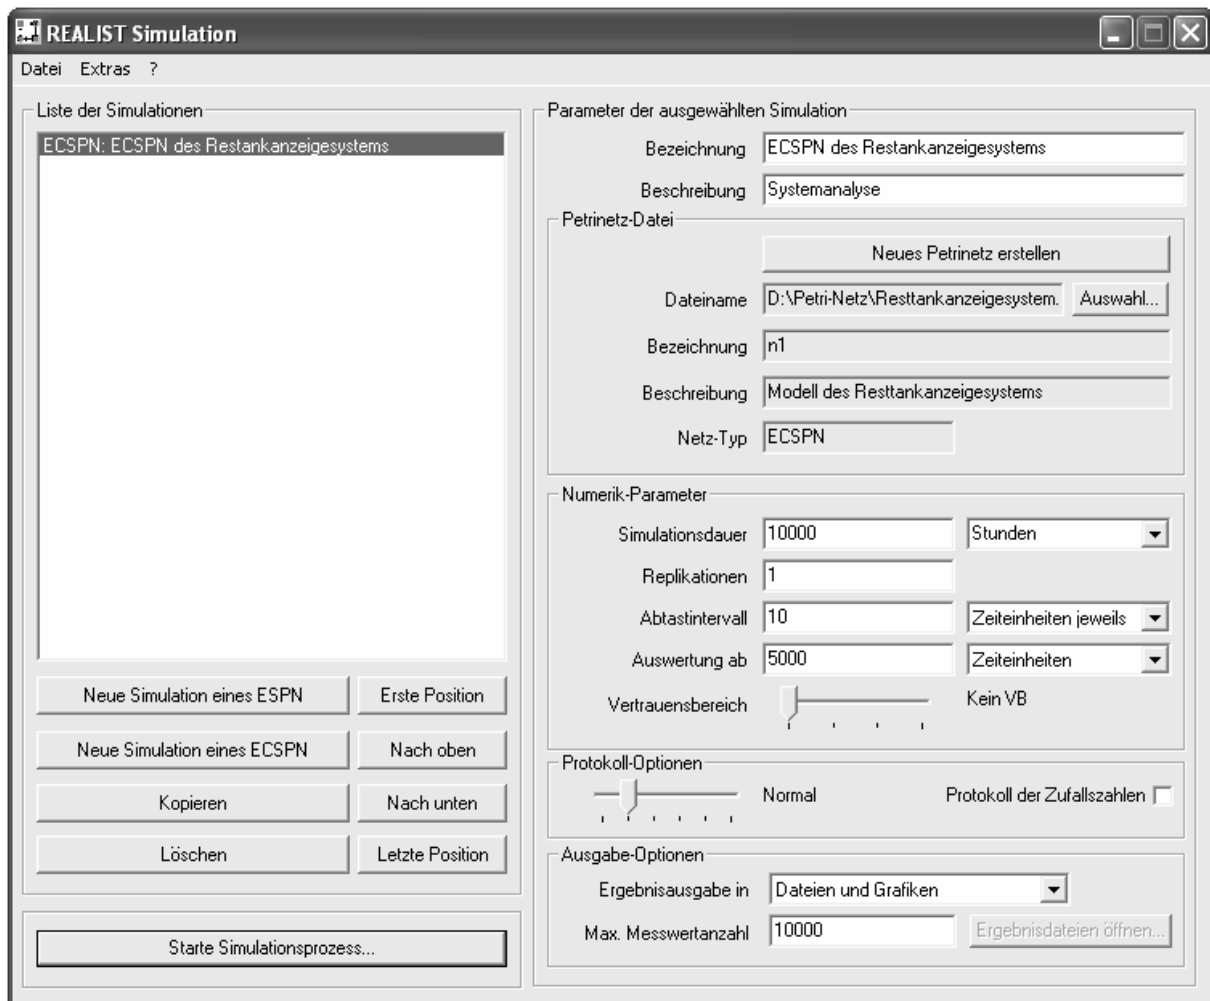 REALIST Simulation
Datei Extras ?
Liste der Simulationen
ECSPN: ECSPN des Restankanzeigesystems
Neue Simulation eines ESPN Erste Position
Neue Simulation eines ECSPN Nach oben
Kopieren Nach unten
Löschen Letzte Position
Starte Simulationsprozess...
Parameter der ausgewählten Simulation
Bezeichnung ECSPN des Restankanzeigesystems
Beschreibung Systemanalyse
Petrinetz-Datei
Neues Petrinetz erstellen
Dateiname D:\Petri-Netz\Resttankanzeigesystem. Auswahl...
Bezeichnung n1
Beschreibung Modell des Resttankanzeigesystems
Netz-Typ ECSPN
Numerik-Parameter
Simulationsdauer 10000 Stunden
Replikationen 1
Abtastintervall 10 Zeiteinheiten jeweils
Auswertung ab 5000 Zeiteinheiten
Vertrauensbereich Kein VB
Protokoll-Optionen
Normal Protokoll der Zufallszahlen
Ausgabe-Optionen
Ergebnisausgabe in Dateien und Grafiken
Max. Messwertanzahl 10000 Ergebnisdateien öffnen...